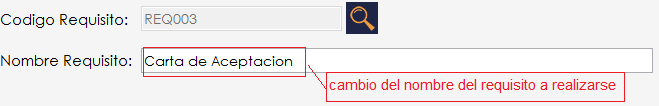 Codigo Requisito: REQ003
Nombre Requisito: Carta de Aceptacion
cambio del nombre del requisito a realizarse